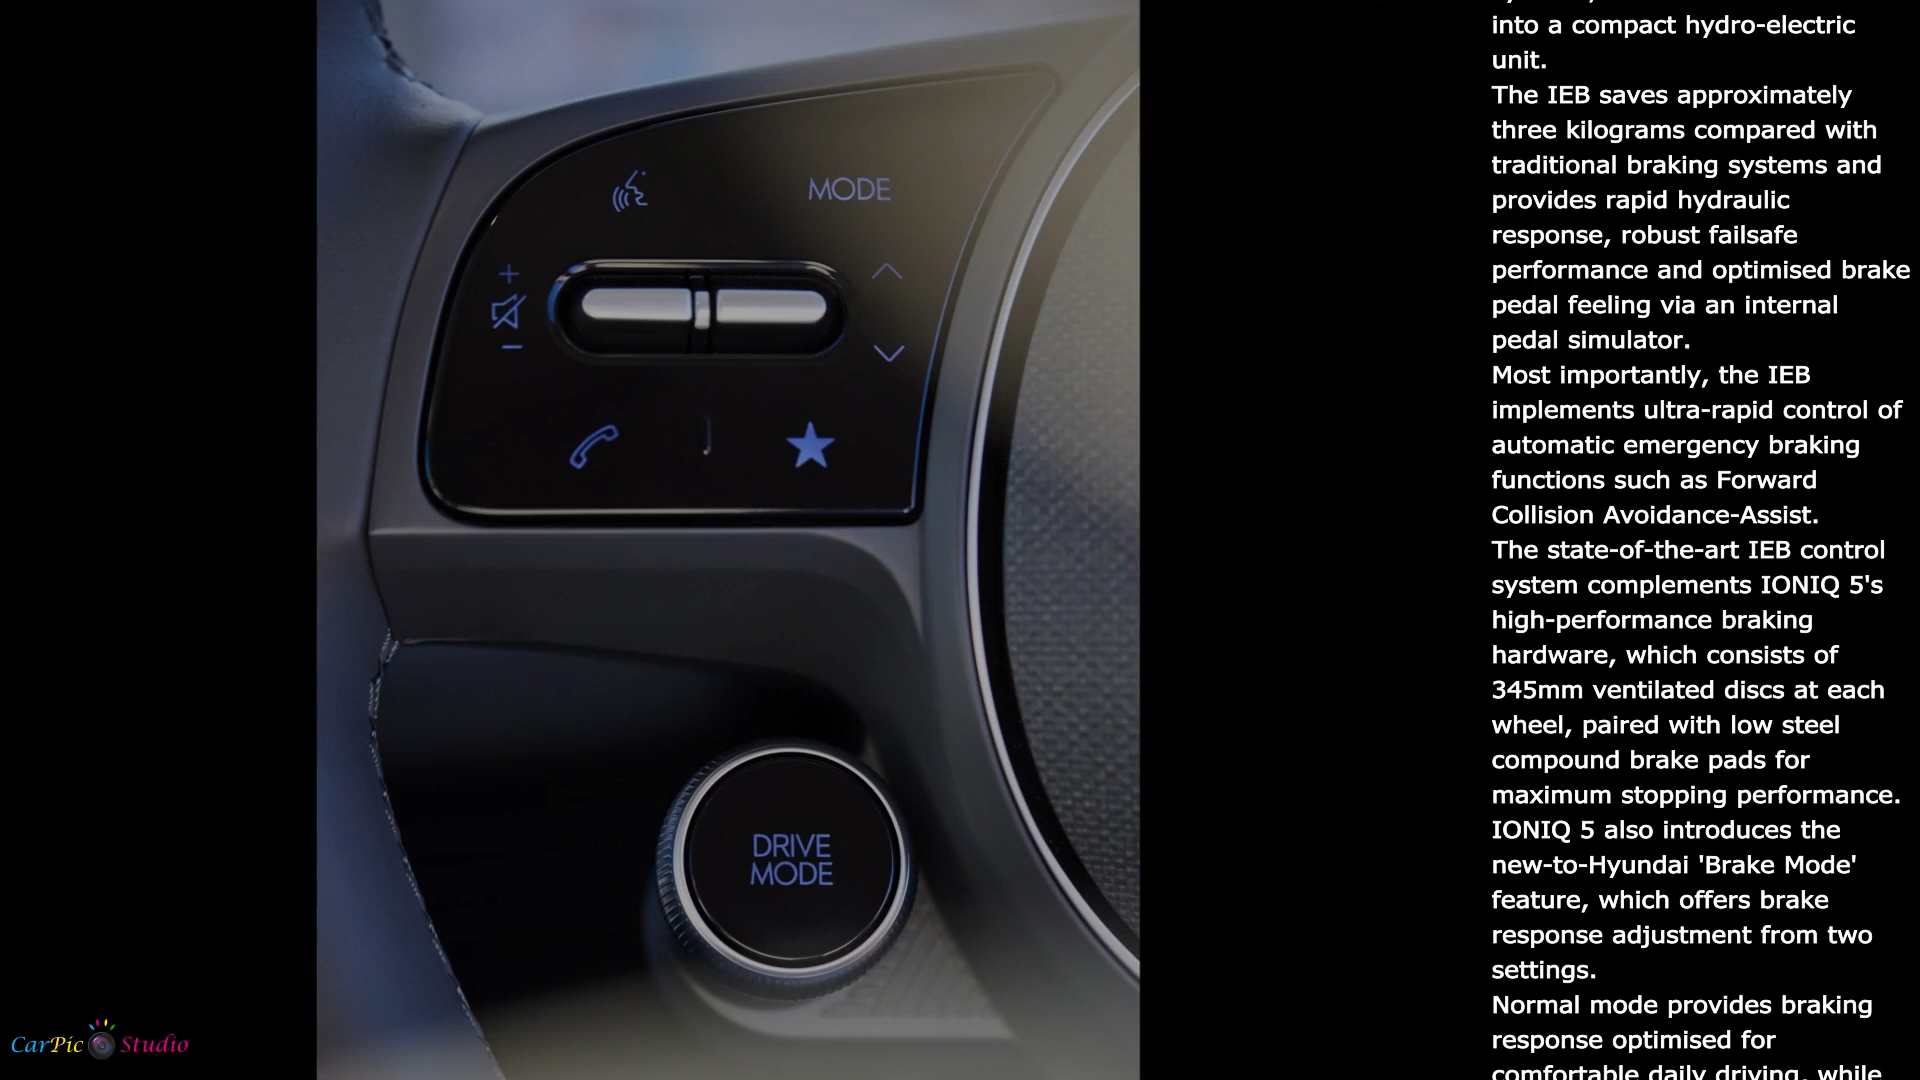 MODE
+
−
DRIVE
MODE
CarPic Studio
into a compact hydro-electric
unit.
The IEB saves approximately
three kilograms compared with
traditional braking systems and
provides rapid hydraulic
response, robust failsafe
performance and optimised brake
pedal feeling via an internal
pedal simulator.
Most importantly, the IEB
implements ultra-rapid control of
automatic emergency braking
functions such as Forward
Collision Avoidance-Assist.
The state-of-the-art IEB control
system complements IONIQ 5's
high-performance braking
hardware, which consists of
345mm ventilated discs at each
wheel, paired with low steel
compound brake pads for
maximum stopping performance.
IONIQ 5 also introduces the
new-to-Hyundai 'Brake Mode'
feature, which offers brake
response adjustment from two
settings.
Normal mode provides braking
response optimised for
comfortable daily driving, while